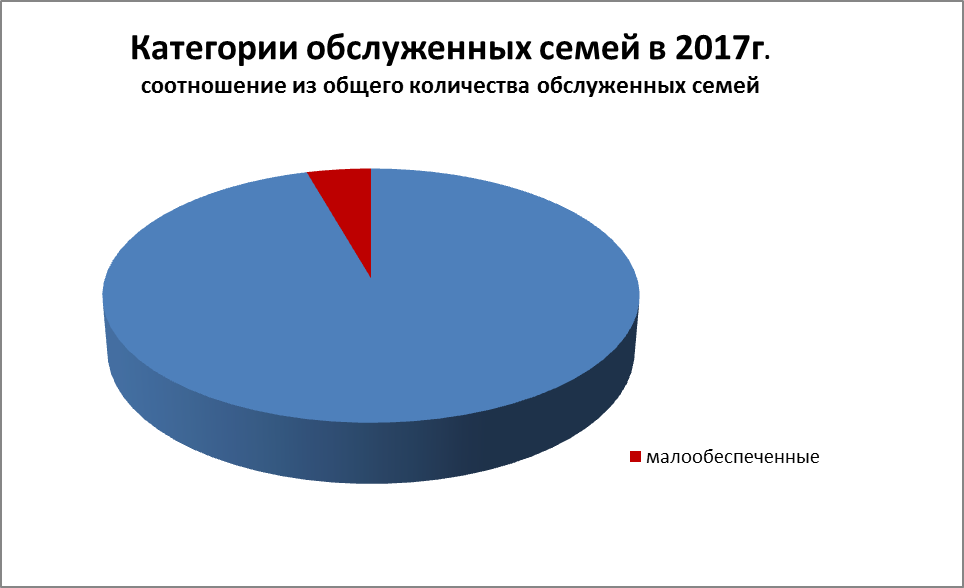 Категории обслуженных семей в 2017г.
соотношение из общего количества обслуженных семей
малообеспеченные